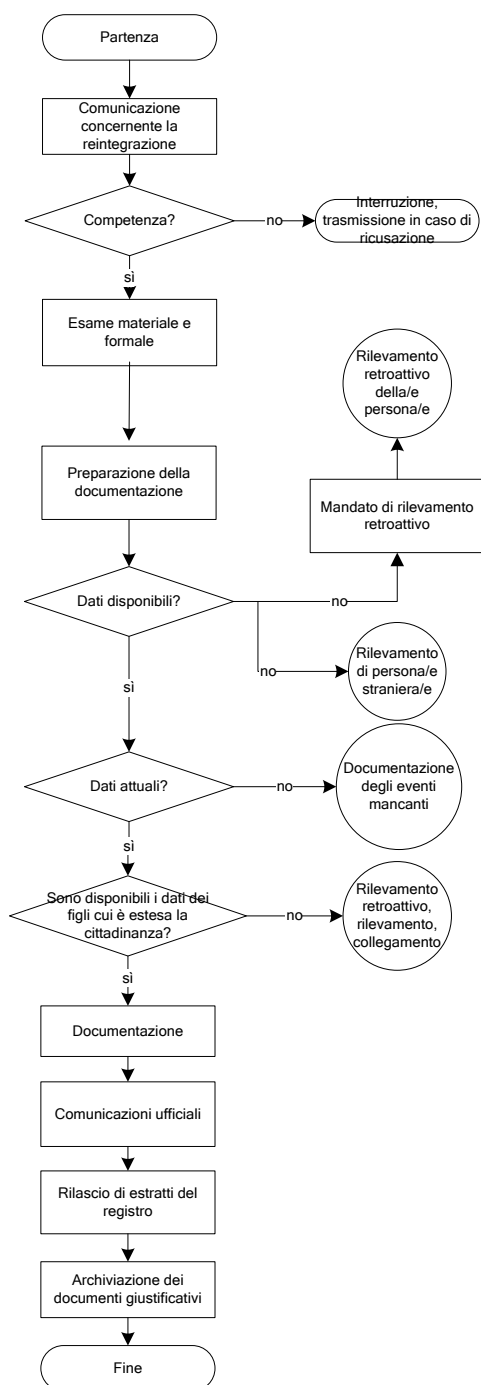 Partenza
Comunicazione
concernente la
reintegrazione
Competenza?
no
Interruzione,
trasmissione in caso di
ricusazione
sì
Esame materiale e
formale
Rilevamento
retroattivo
della/e
persona/e
Preparazione della
documentazione
Mandato di rilevamento
retroattivo
Dati disponibili?
no
no
Rilevamento
di persona/e
straniera/e
sì
Dati attuali?
no
Documentazione
degli eventi
mancanti
sì
Sono disponibili i dati dei
figli cui è estesa la
cittadinanza?
no
Rilevamento
retroattivo,
rilevamento,
collegamento
sì
Documentazione
Comunicazioni ufficiali
Rilascio di estratti del
registro
Archiviazione dei
documenti giustificativi
Fine